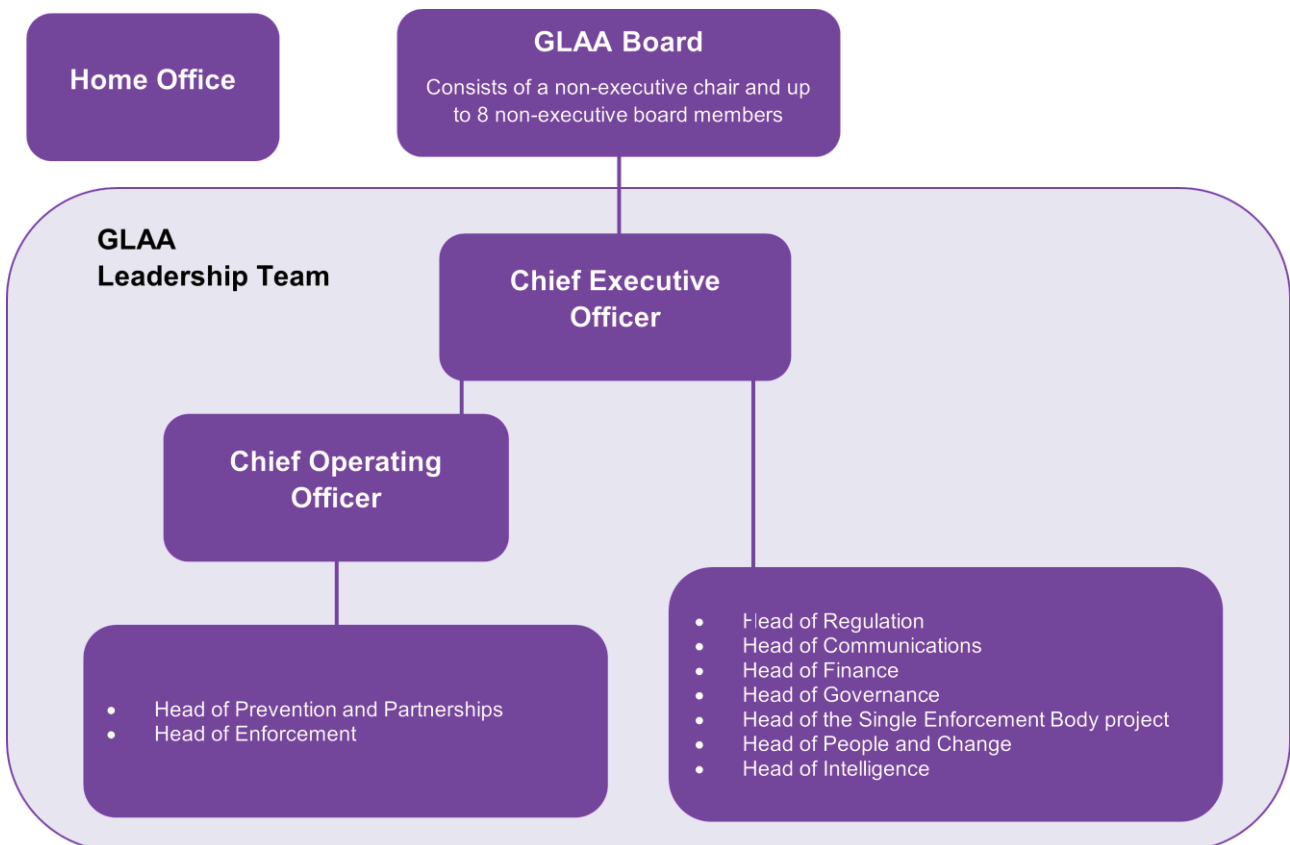 Home Office
GLAA Board
Consists of a non-executive chair and up
to 8 non-executive board members
GLAA
Leadership Team
Chief Executive
Officer
Chief Operating
Officer
• Head of Prevention and Partnerships
• Head of Enforcement
• Head of Regulation
• Head of Communications
• Head of Finance
• Head of Governance
• Head of the Single Enforcement Body project
• Head of People and Change
• Head of Intelligence